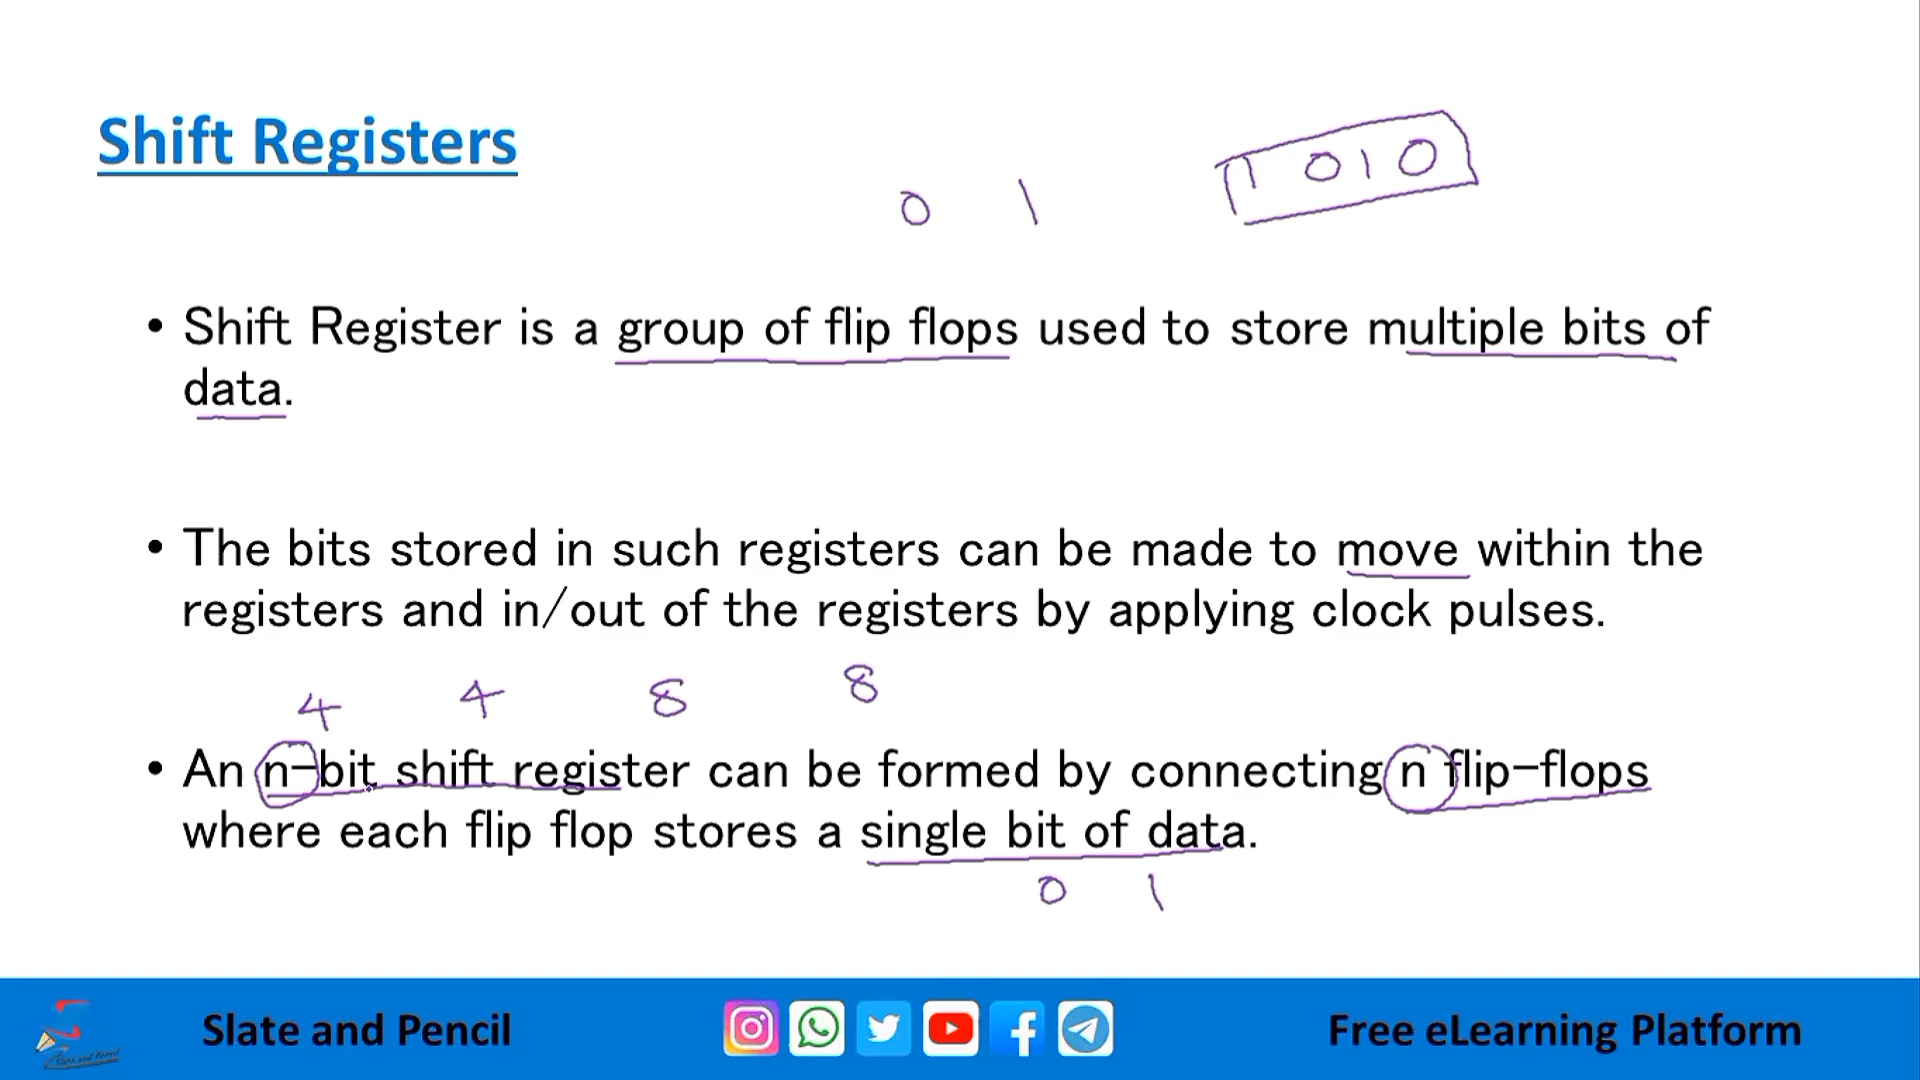 Shift Registers
0 1
1 0 1 0
• Shift Register is a group of flip flops used to store multiple bits of
data.
• The bits stored in such registers can be made to move within the
registers and in/out of the registers by applying clock pulses.
4 4 8 8
• An n-bit shift register can be formed by connecting n flip-flops
where each flip flop stores a single bit of data.
0 1
Slate and Pencil
Free eLearning Platform